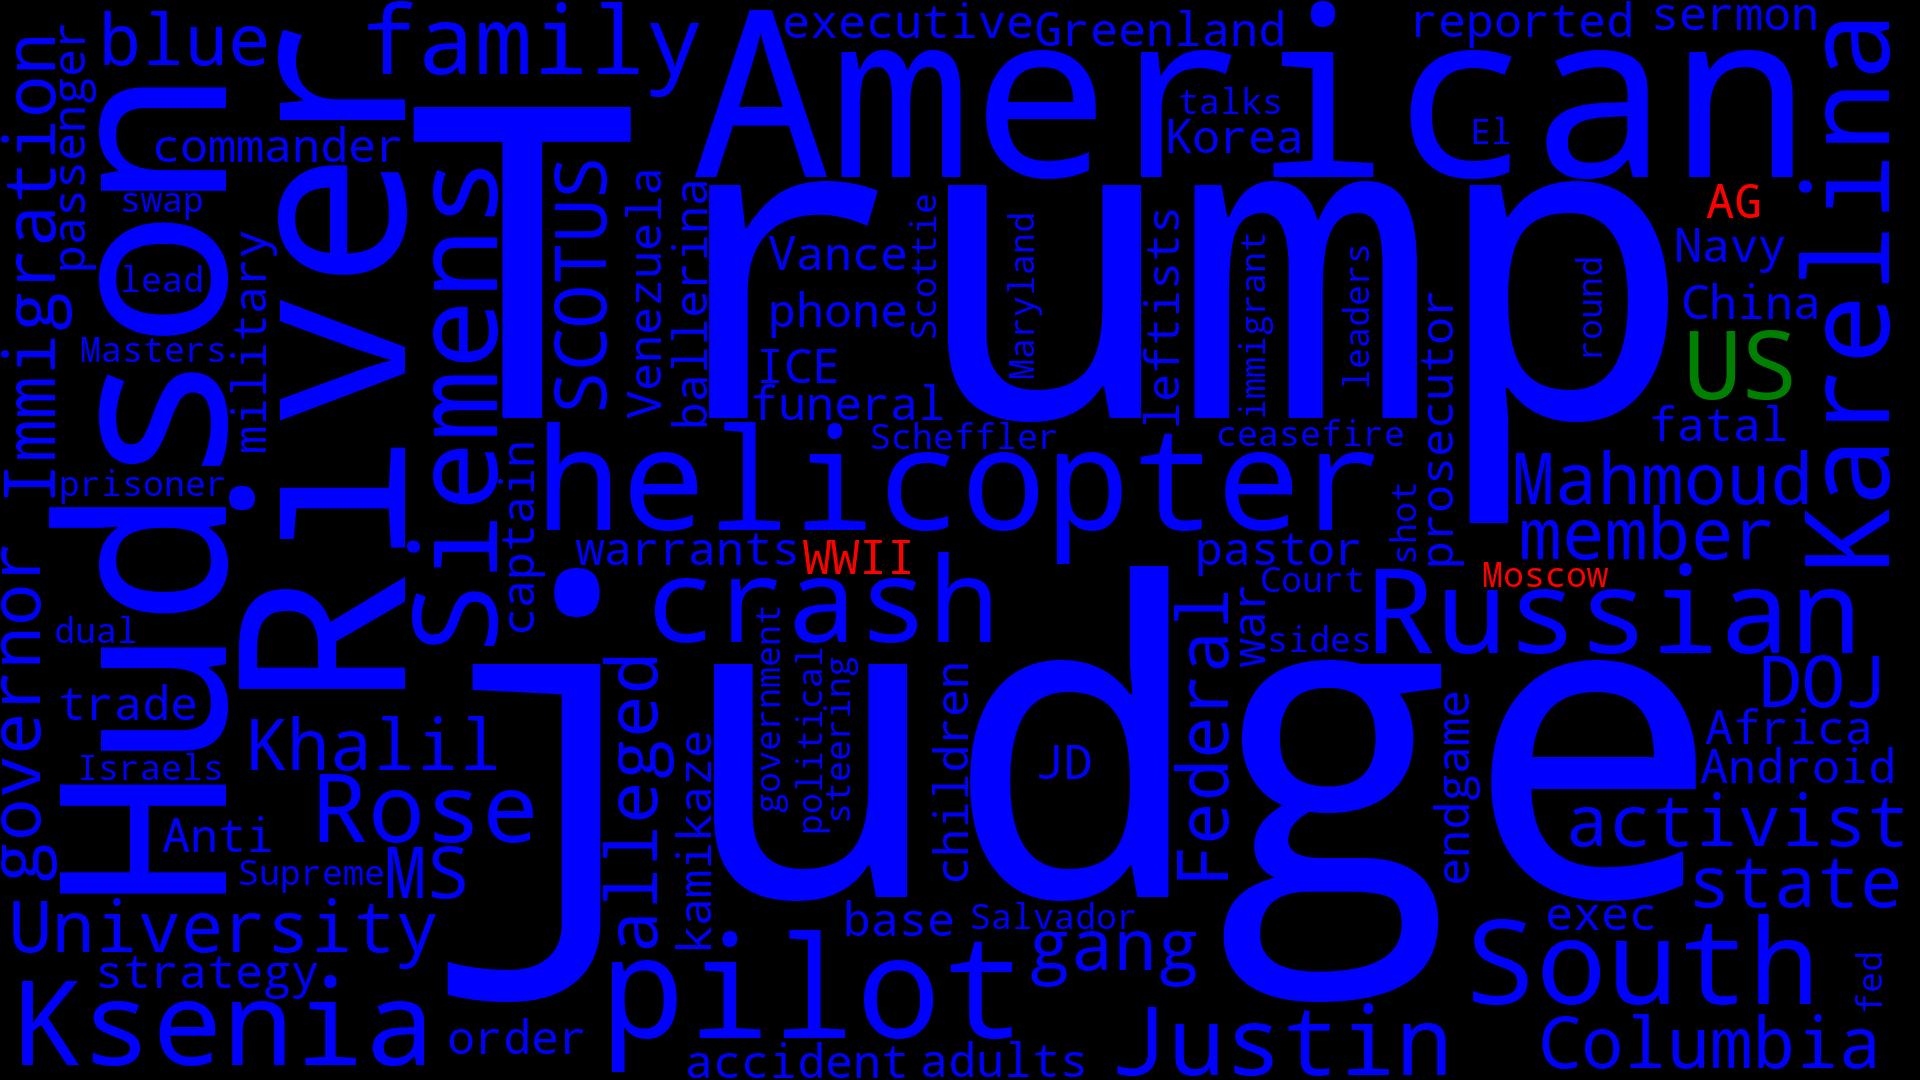 executive
Greenland
reported
sermon
blue
family
American
Karelina
Immigration
passenger
Hudson
River
commander
Trump
talks
Korea
El
AG
swap
lead
Masters
military
Siemens
SCOTUS
Venezuela
ballerina
Vance
phone
ICE
funeral
Scottie
Maryland
leftists
immigrant
leaders
round
Navy
China
US
fatal
prosecutor
prisoner
captain
helicopter
Scheffler
ceasefire
shot
Mahmoud
member
warrants
WWII
pastor
Court
Moscow
crash
war
sides
Russian
governor
dual
trade
Israels
Khalil
Rose
Anti
Supreme
MS
judge
alleged
kamikaze
government
political
steering
children
JD
Federal
endgame
DOJ
Africa
Android
activist
state
University
strategy
Ksenia
order
pilot
base
Salvador
gang
exec
South
fed
accident
adults
Justin
Columbia